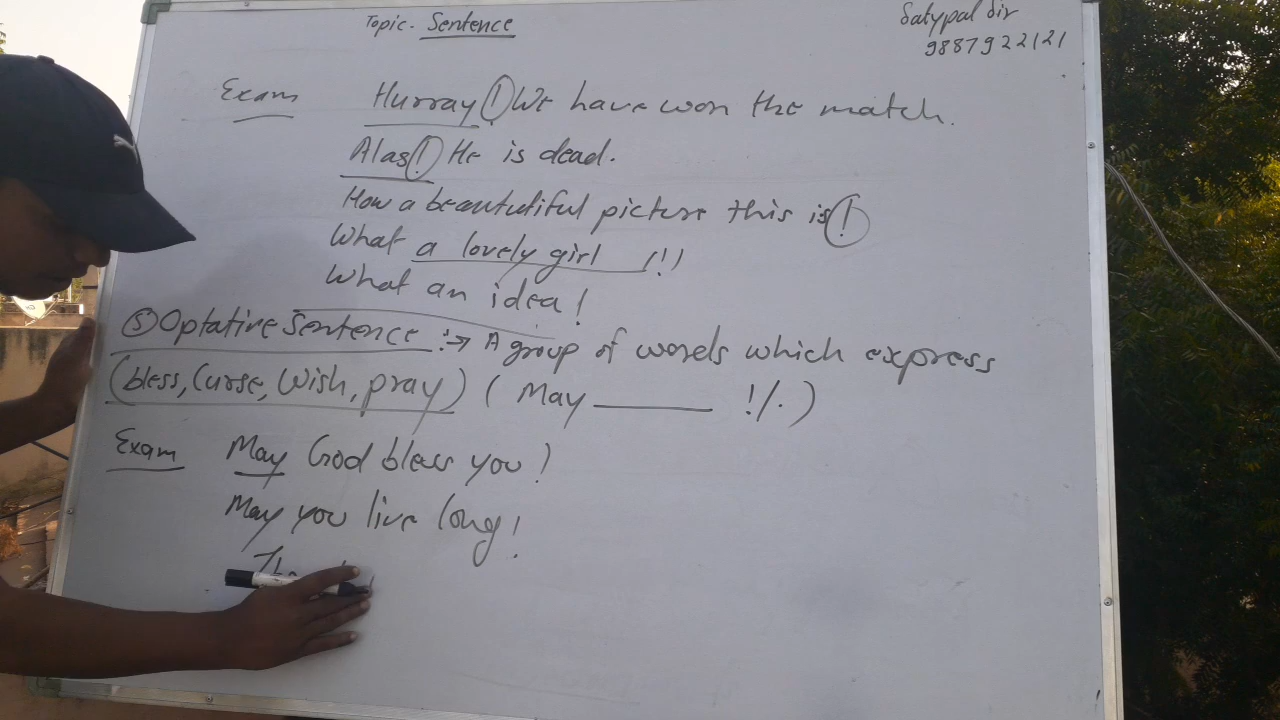 Topic. Sentence
Satypal Sir
9887922121
Exam Hurray! We have won the match.
Alas! He is dead.
How a beaututiful picture this is!
What a lovely girl !!!
What an idea!
(5) Optative Sentence :→ A group of words which express
(bless, Curse, Wish, pray) ( May ______ !/.)
Exam May God bless you!
May you live long!